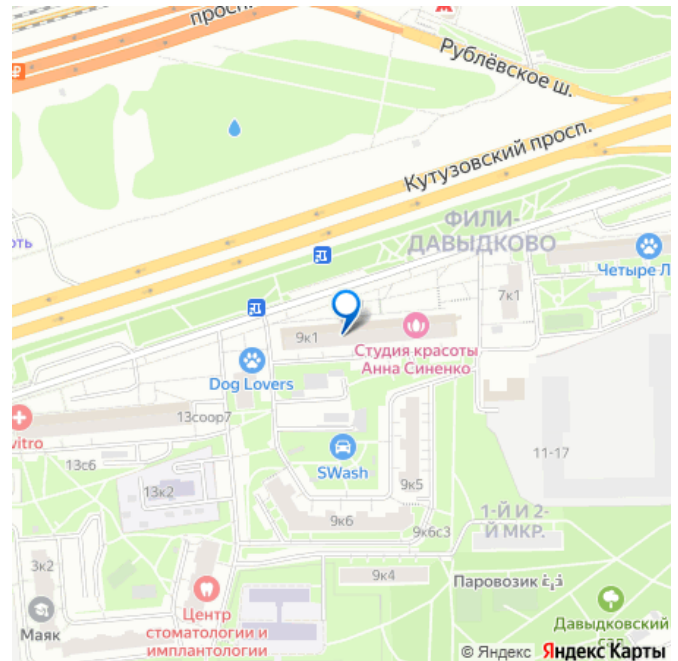 просп.
₽
Рублёвское ш.
Кутузовский просп.
ФИЛИ-
ДАВЫДКОВО
оть
Четыре Л
7к1
9к1
Студия красоты
Анна Синенко
Dog Lovers
13соор7
vitro
11-17
13с6
SWash
13к2
9к5
1-Й И 2-
Й МКР.
9к6
9к6с3
3к2
9к4
Паровозик
Центр
стоматологии и
имплантологии
Маяк
Давыдковский
сад
© Яндекс Яндекс Карты